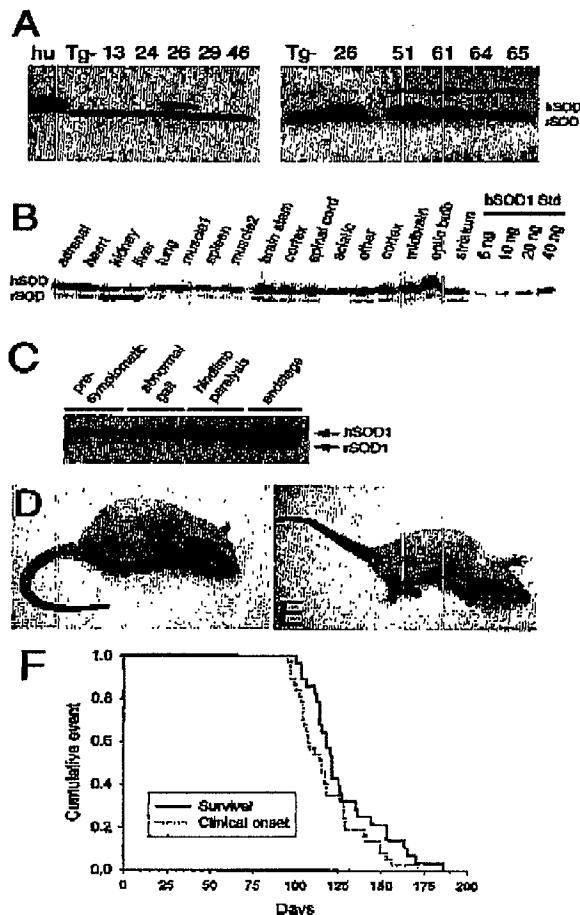 A
hu Tg- 13 24 26 29 46
Tg- 26 51 61 64 65
hSOD
rSOD
B
adrenal
heart
kidney
liver
lung
muscle1
spleen
muscle2
brain stem
cortex
spinal cord
sciatic
other
cortex
midbrain
optic bulb
striatum
hSOD1 Std
5 ng
10 ng
20 ng
40 ng
hSOD
rSOD
C
pre-
symptomatic
abnormal
gait
hindlimb
paralysis
endstage
hSOD1
rSOD1
D
E
F
Cumulative event
1.0
0.8
0.6
0.4
0.2
0.0
Survival
Clinical onset
0 25 50 75 100 125 150 175 200
Days